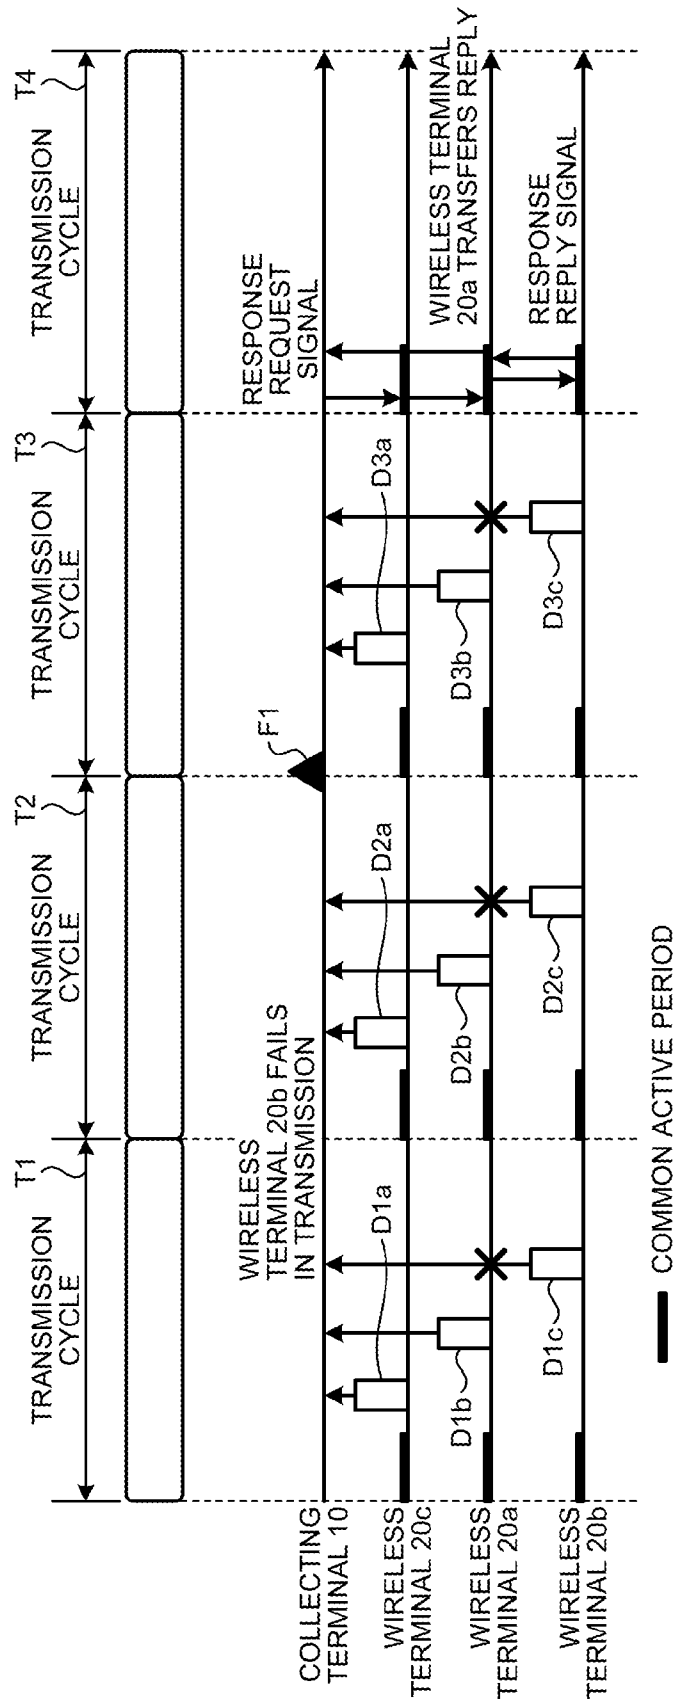 TRANSMISSION
CYCLE
T1
TRANSMISSION
CYCLE
T2
TRANSMISSION
CYCLE
T3
TRANSMISSION
CYCLE
T4
COLLECTING
TERMINAL 10
WIRELESS
TERMINAL 20c
WIRELESS
TERMINAL 20a
WIRELESS
TERMINAL 20b
WIRELESS
TERMINAL 20b FAILS
IN TRANSMISSION
F1
RESPONSE
REQUEST
SIGNAL
D1a
D2a
D3a
WIRELESS TERMINAL
20a TRANSFERS REPLY
D1b
D2b
D3b
RESPONSE
REPLY SIGNAL
D1c
D2c
D3c
COMMON ACTIVE PERIOD